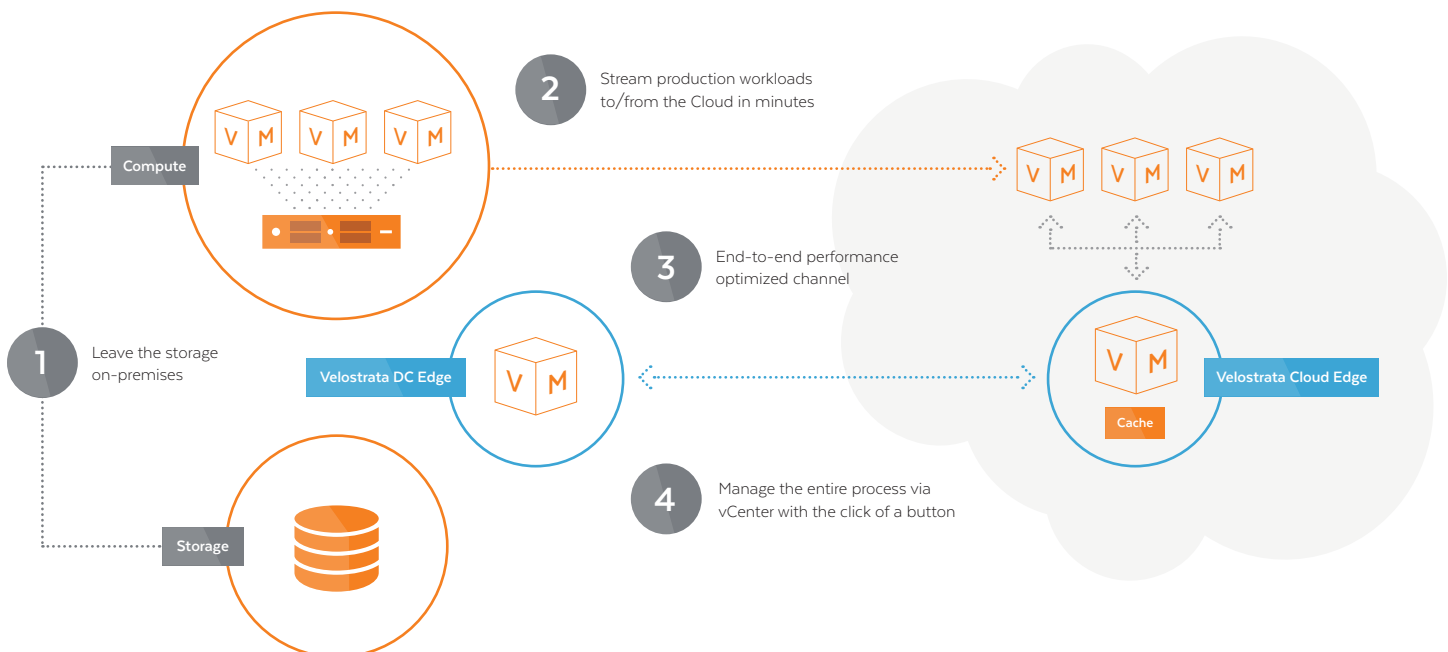 2
Stream production workloads
to/from the Cloud in minutes
V M
V M
V M
Compute
V M
V M
V M
3
End-to-end performance
optimized channel
1
Leave the storage
on-premises
Velostrata DC Edge
V M
V M
Velostrata Cloud Edge
Cache
4
Manage the entire process via
vCenter with the click of a button
Storage